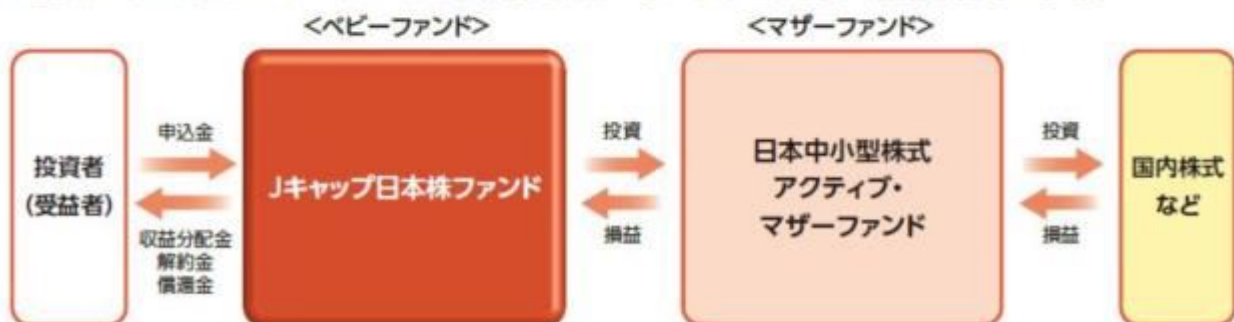 <ベビーファンド>
<マザーファンド>
投資者
(受益者)
申込金
収益分配金
解約金
償還金
Jキャップ日本株ファンド
投資
損益
日本中小型株式
アクティブ・
マザーファンド
投資
損益
国内株式
など